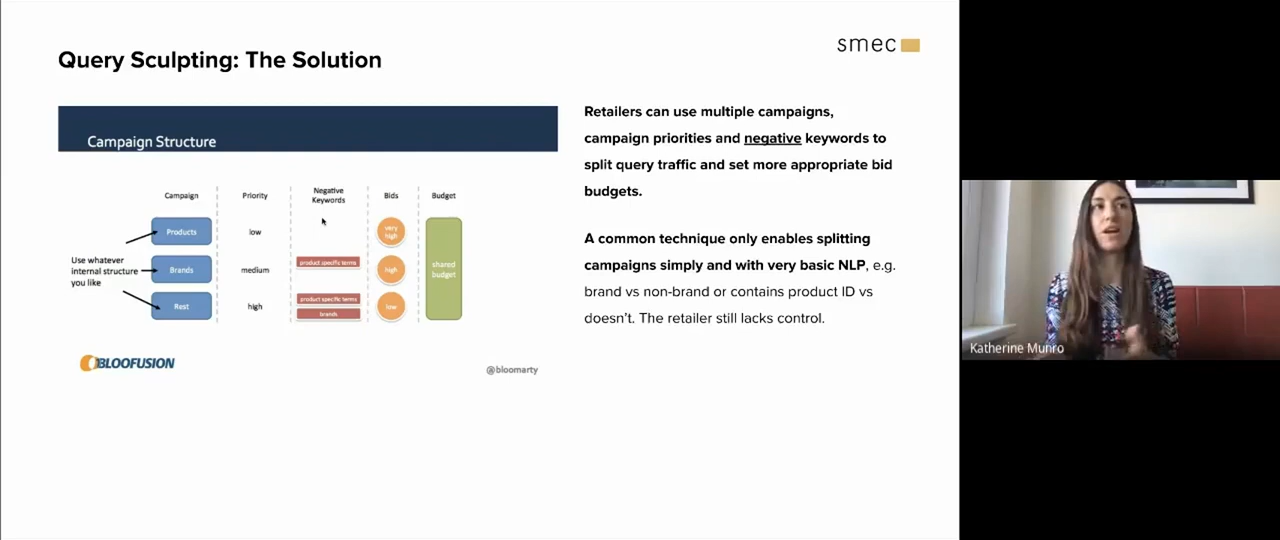 Query Sculpting: The Solution
smec
Campaign Structure
Campaign
Priority
Negative
Keywords
Bids
Budget
Products
low
very
high
Use whatever
internal structure
you like
Brands
medium
product specific terms
high
shared
budget
Rest
high
product specific terms
brands
low
BLOOFUSION
@bloomarty
Retailers can use multiple campaigns,
campaign priorities and negative keywords to
split query traffic and set more appropriate bid
budgets.
A common technique only enables splitting
campaigns simply and with very basic NLP, e.g.
brand vs non-brand or contains product ID vs
doesn't. The retailer still lacks control.
Katherine Munro